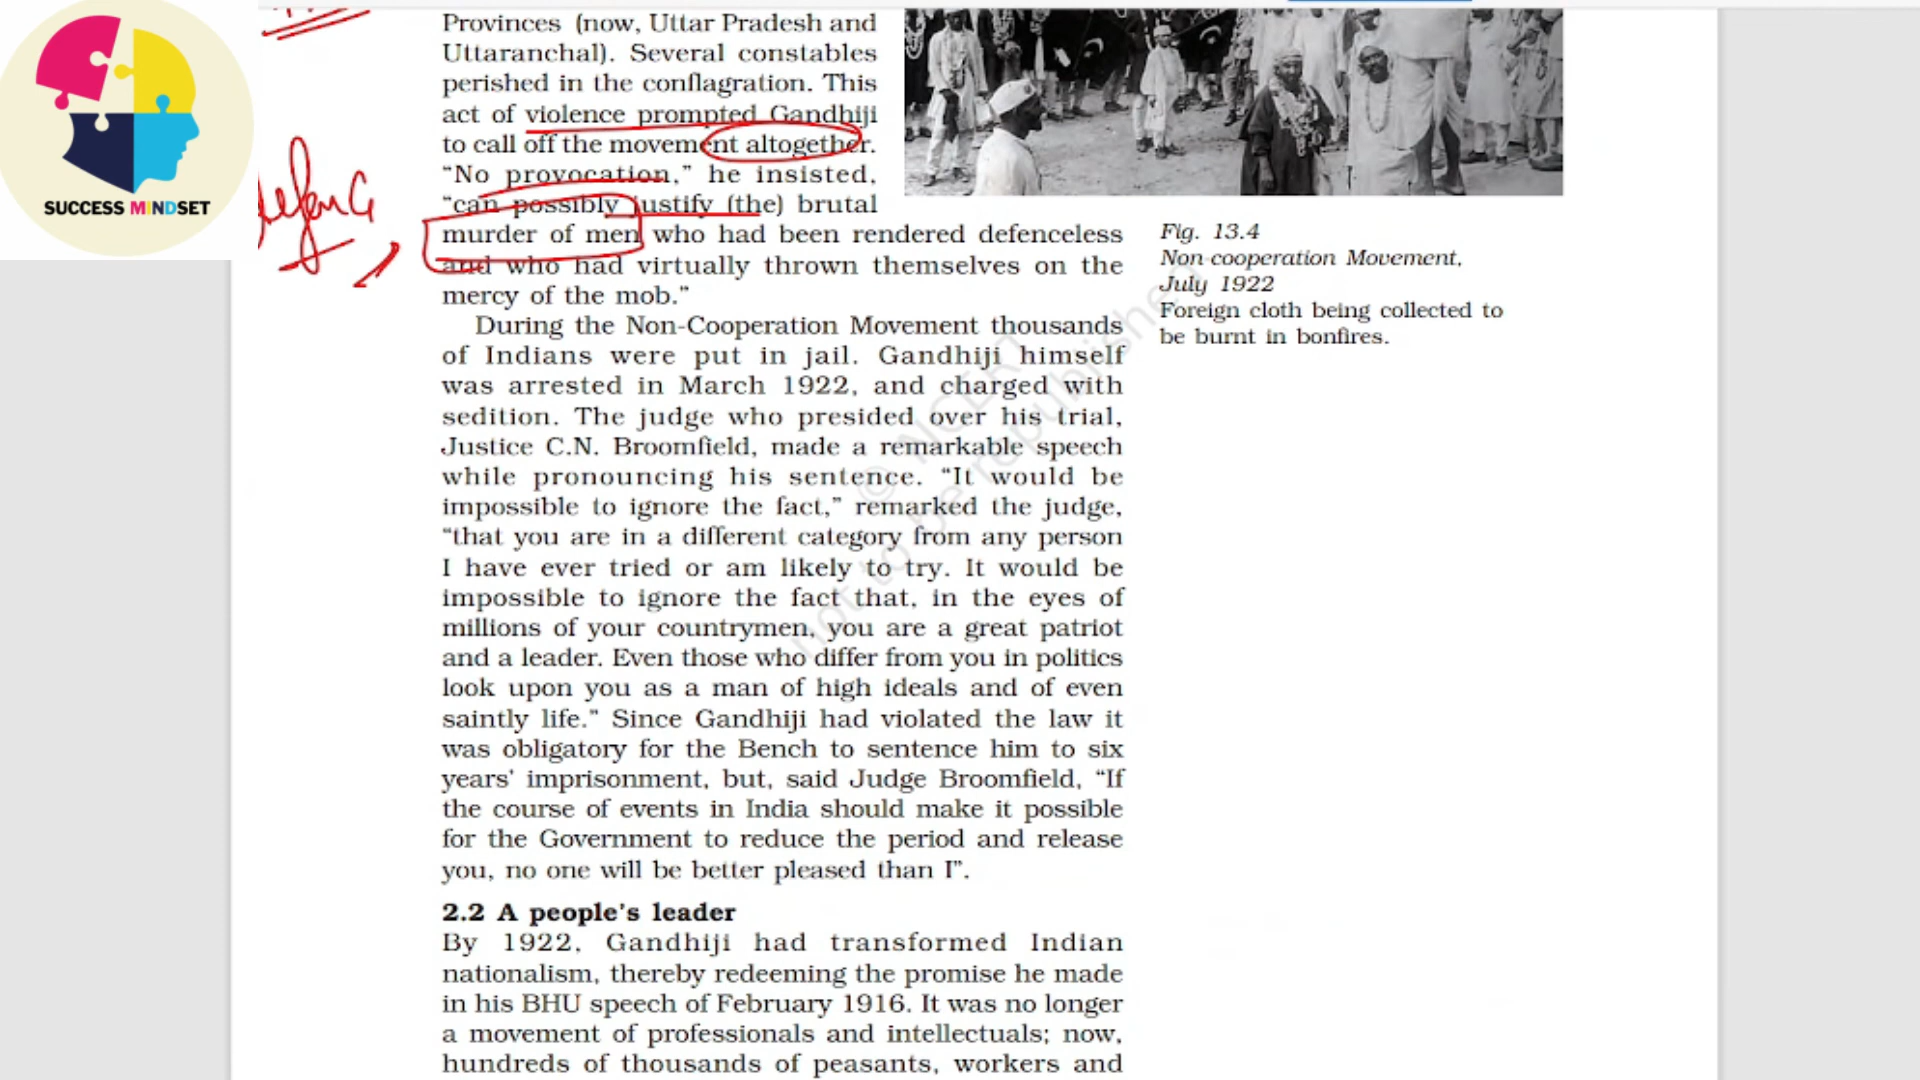 SUCCESS MINDSET
Provinces (now, Uttar Pradesh and
Uttaranchal). Several constables
perished in the conflagration. This
act of violence prompted Gandhiji
to call off the movement altogether.
“No provocation,” he insisted,
“can possibly justify (the) brutal
murder of men who had been rendered defenceless
and who had virtually thrown themselves on the
mercy of the mob.”
During the Non-Cooperation Movement thousands
of Indians were put in jail. Gandhiji himself
was arrested in March 1922, and charged with
sedition. The judge who presided over his trial,
Justice C.N. Broomfield, made a remarkable speech
while pronouncing his sentence. “It would be
impossible to ignore the fact,” remarked the judge,
“that you are in a different category from any person
I have ever tried or am likely to try. It would be
impossible to ignore the fact that, in the eyes of
millions of your countrymen, you are a great patriot
and a leader. Even those who differ from you in politics
look upon you as a man of high ideals and of even
saintly life.” Since Gandhiji had violated the law it
was obligatory for the Bench to sentence him to six
years' imprisonment, but, said Judge Broomfield, “If
the course of events in India should make it possible
for the Government to reduce the period and release
you, no one will be better pleased than I”.
2.2 A people's leader
By 1922, Gandhiji had transformed Indian
nationalism, thereby redeeming the promise he made
in his BHU speech of February 1916. It was no longer
a movement of professionals and intellectuals; now,
hundreds of thousands of peasants, workers and
Fig. 13.4
Non-cooperation Movement,
July 1922
Foreign cloth being collected to
be burnt in bonfires.
© NCERT
not to be republished